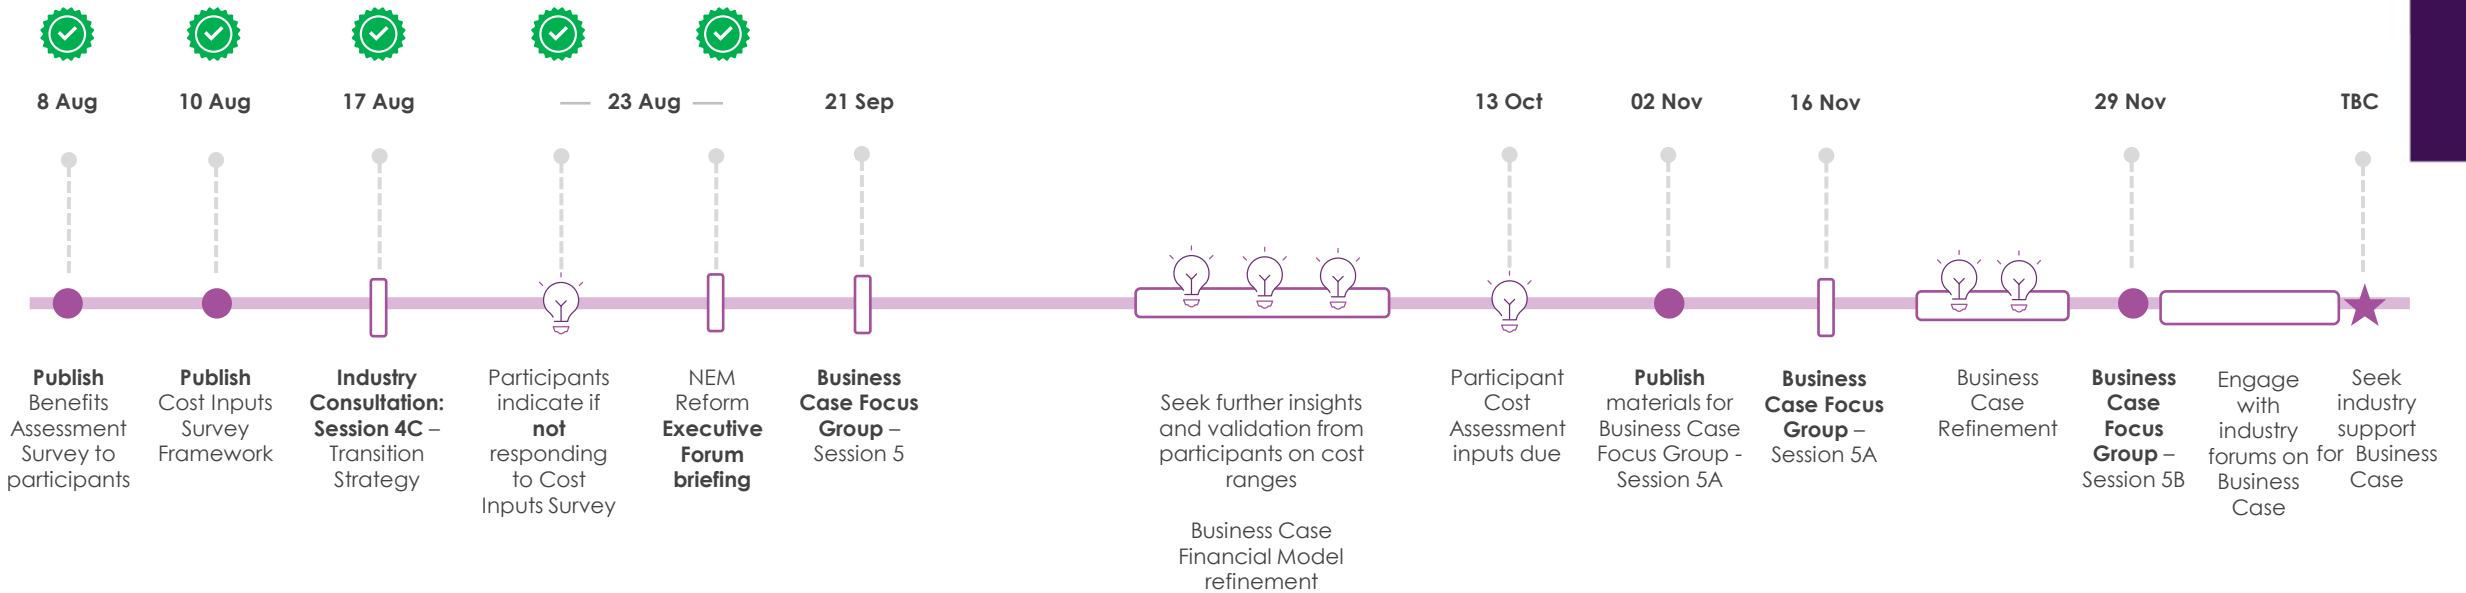 8 Aug
10 Aug
17 Aug
23 Aug
21 Sep
13 Oct
02 Nov
16 Nov
29 Nov
TBC
Publish
Benefits
Assessment
Survey to
participants
Publish
Cost Inputs
Survey
Framework
Industry
Consultation:
Session 4C –
Transition
Strategy
Participants
indicate if
not
responding
to Cost
Inputs Survey
NEM
Reform
Executive
Forum
briefing
Business
Case Focus
Group –
Session 5
Seek further insights
and validation from
participants on cost
ranges
Business Case
Financial Model
refinement
Participant
Cost
Assessment
inputs due
Publish
materials for
Business Case
Focus Group -
Session 5A
Business
Case Focus
Group –
Session 5A
Business
Case
Refinement
Business
Case
Focus
Group –
Session 5B
Engage
with
industry
forums on
Business
Case
Seek
industry
support
for Business
Case